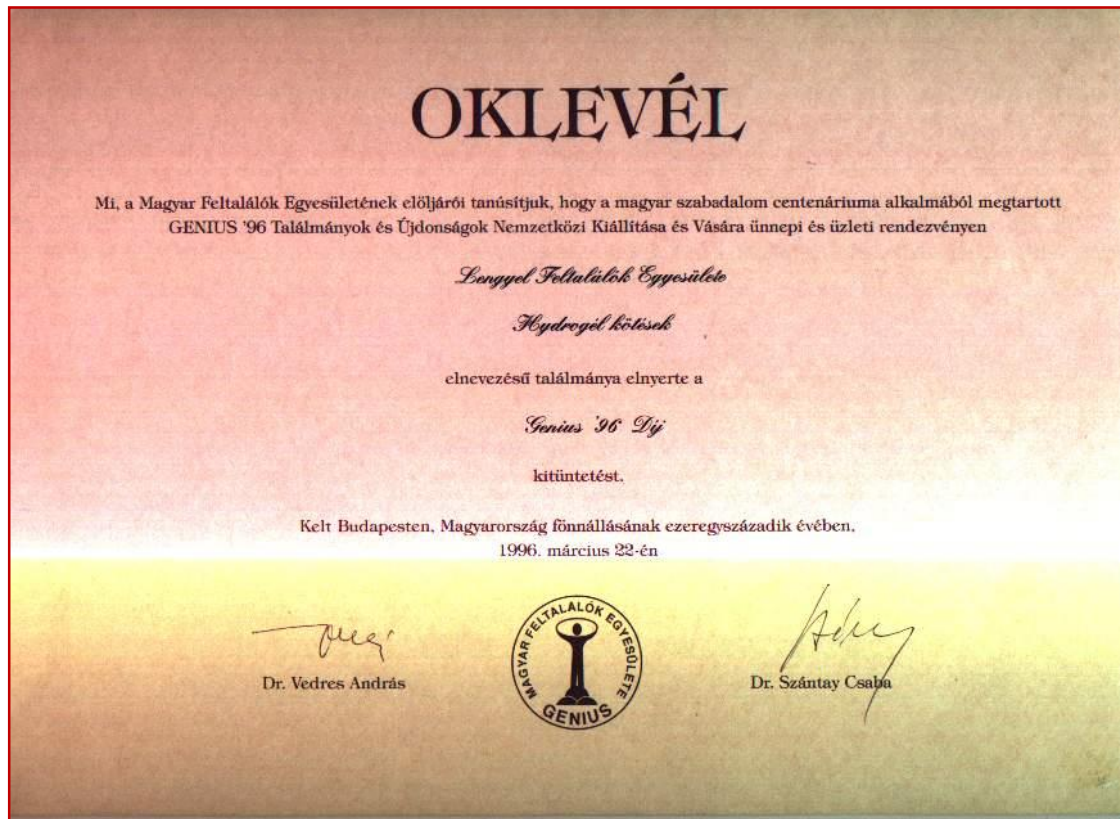 OKLEVÉL
Mi, a Magyar Feltalálók Egyesületének elöljárói tanúsítjuk, hogy a magyar szabadalom centenáriuma alkalmából megtartott
GENIUS '96 Találmányok és Újdonságok Nemzetközi Kiállítása és Vására ünnepi és üzleti rendezvényen
Lengyel Feltalálók Egyesülete
Hydrogél kötések
elnevezésű találmánya elnyerte a
Genius '96 Díj
kitüntetést.
Kelt Budapesten, Magyarország fönnállásának ezeregyszázadik évében,
1996. március 22-én
MAGYAR FELTALALÓK EGYESÜLETE
GENIUS
Dr. Vedres András
Dr. Szántay Csaba